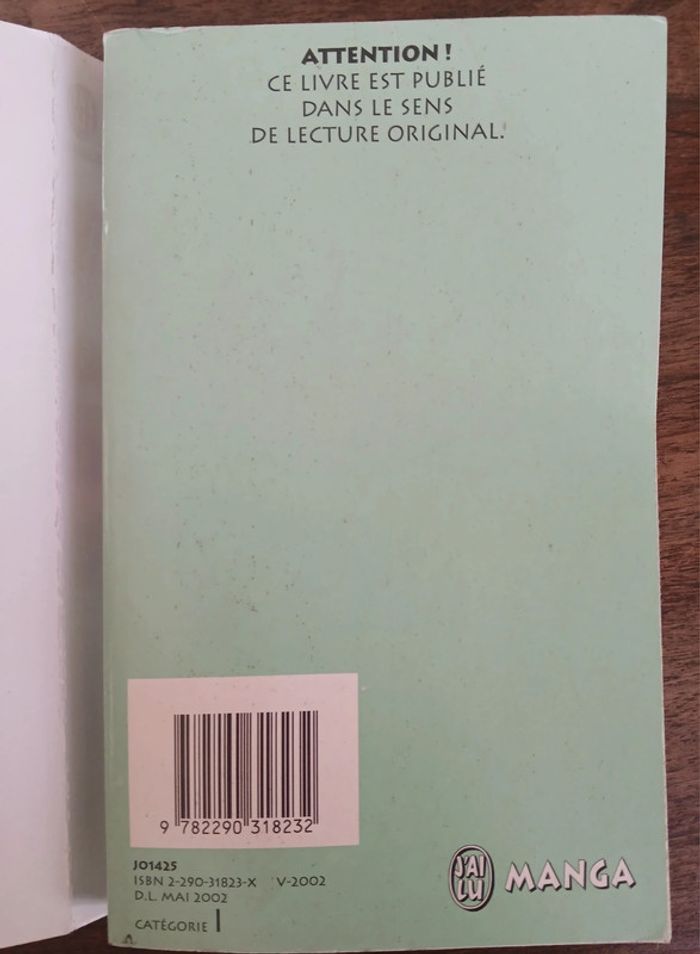 ATTENTION !
CE LIVRE EST PUBLIÉ
DANS LE SENS
DE LECTURE ORIGINAL.
9 782290 318232
JO1425
ISBN 2-290-31823-X V-2002
D.L. MAI 2002
CATÉGORIE I
J'AI
LU
MANGA